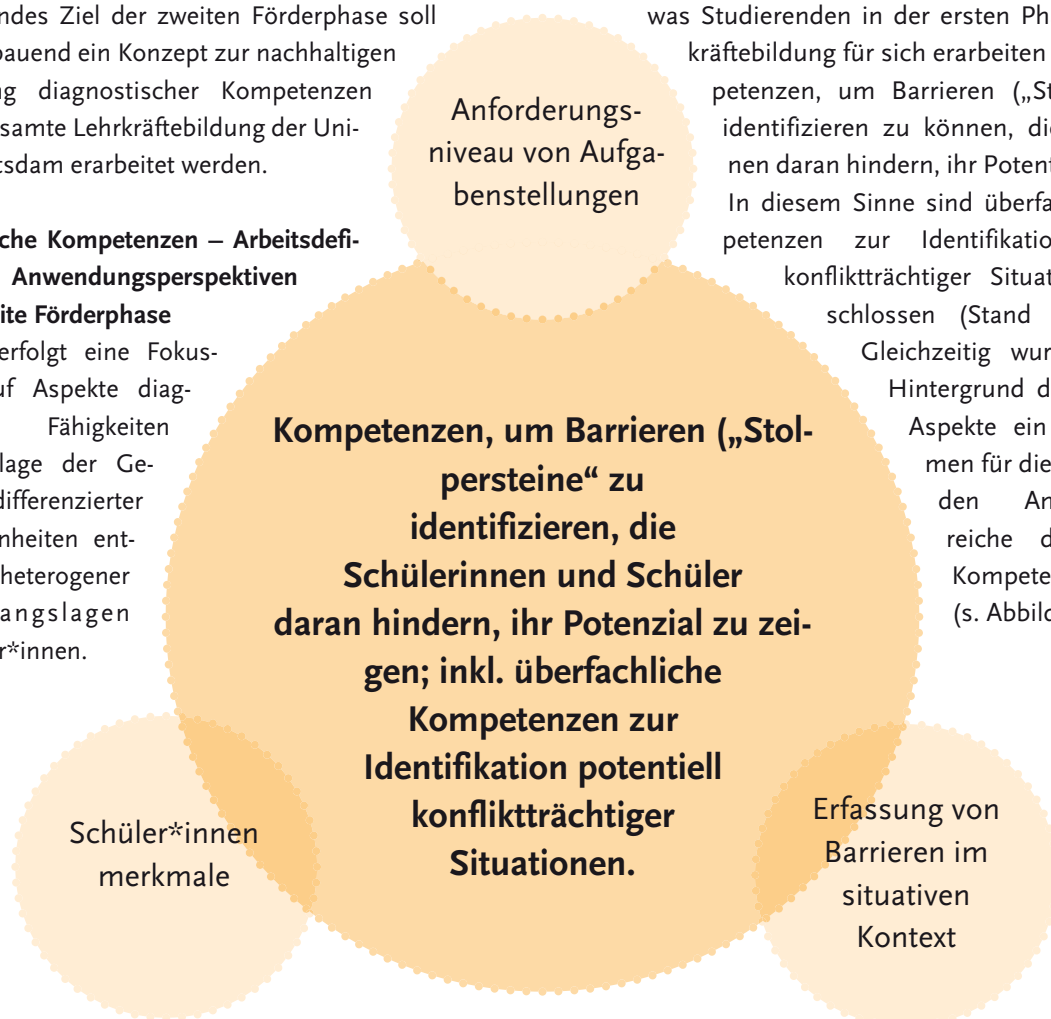 ndes Ziel der zweiten Förderphase soll
bauend ein Konzept zur nachhaltigen
ng diagnostischer Kompetenzen
samte Lehrkräftebildung der Uni-
tsdam erarbeitet werden.
che Kompetenzen – Arbeitsdefi-
Anwendungsperspektiven
ite Förderphase
erfolgt eine Fokus-
uf Aspekte diag-
Fähigkeiten
lage der Ge-
differenzierter
nheiten ent-
heterogener
angslagen
r*innen.
Anforderungs-
niveau von Aufga-
benstellungen
Kompetenzen, um Barrieren („Stol-
persteine“ zu
identifizieren, die
Schülerinnen und Schüler
daran hindern, ihr Potenzial zu zei-
gen; inkl. überfachliche
Kompetenzen zur
Identifikation potentiell
konfliktträchtiger
Situationen.
Schüler*innen
merkmale
Erfassung von
Barrieren im
situativen
Kontext
was Studierenden in der ersten Ph
kräftebildung für sich erarbeiten
petenzen, um Barrieren („St
identifizieren zu können, di
nen daran hindern, ihr Potent
In diesem Sinne sind überfa
petenzen zur Identifikatio
konfliktträchtiger Situat
schlossen (Stand
Gleichzeitig wur
Hintergrund d
Aspekte ein
men für die
den An
reiche d
Kompete
(s. Abbild